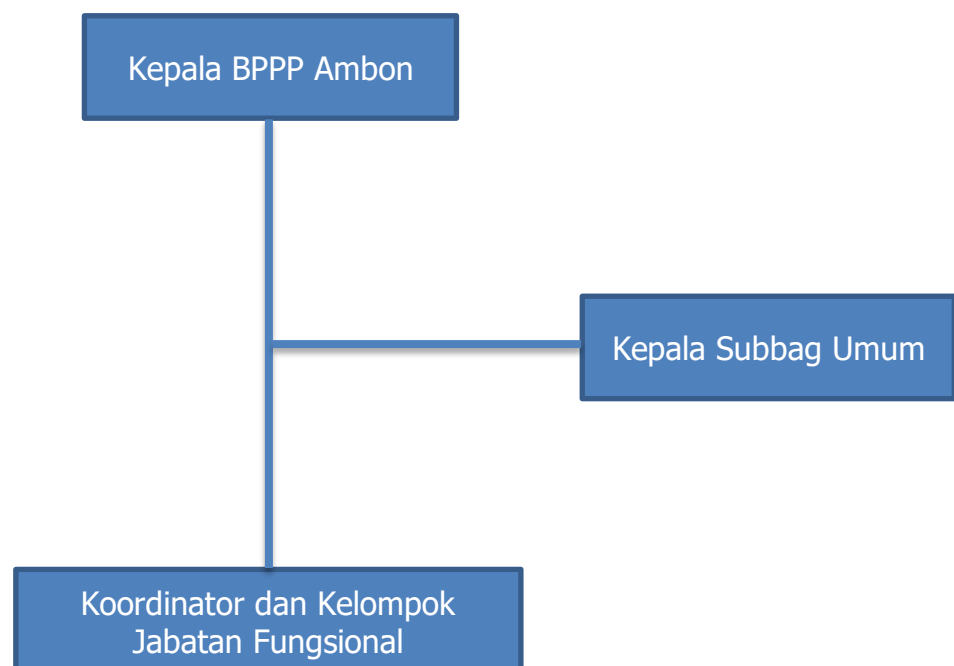 Kepala BPPP Ambon
Kepala Subbag Umum
Koordinator dan Kelompok
Jabatan Fungsional